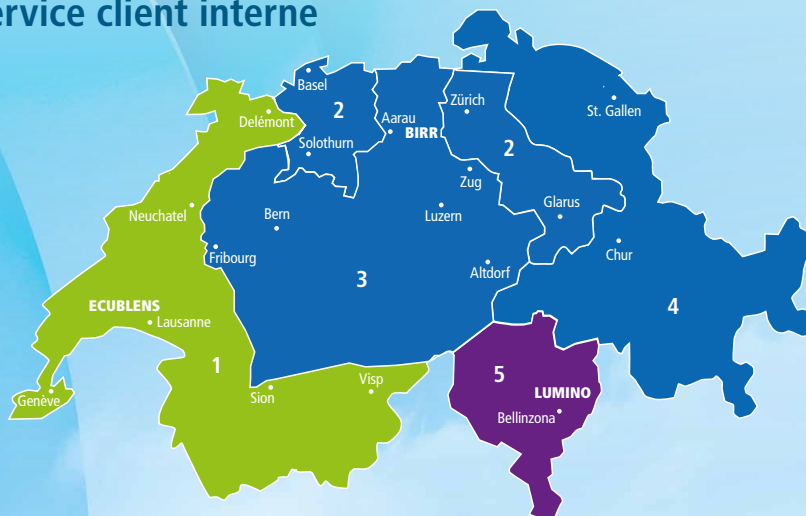 ervice client interne
Basel
2
Zürich
St. Gallen
Delémont
Aarau
BIRR
Solothurn
2
Zug
Neuchatel
Bern
Luzern
Glarus
Fribourg
Altdorf
Chur
3
ECUBLENS
Lausanne
4
1
Visp
5
Genève
Sion
LUMINO
Bellinzona